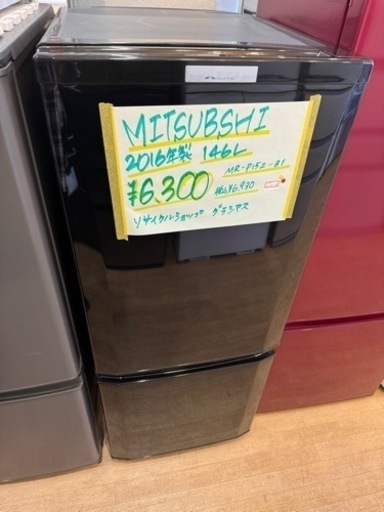 MITSUBSHI
2016年製 146L
MR-P15Z-B1
¥6,300 税込¥6,930
リサイクルショップ グラシアス